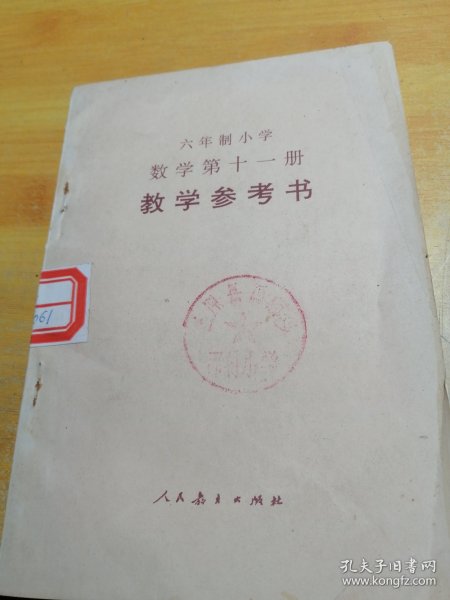 六年制小学
数学第十一册
教学参考书
人民教育出版社
孔夫子旧书网
www.kongfz.com